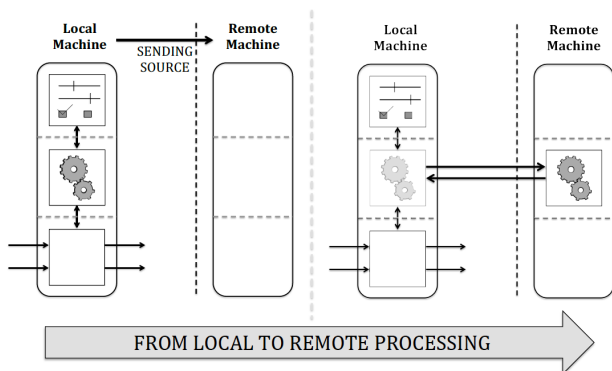 Local
Machine
SENDING
SOURCE
Remote
Machine
Local
Machine
Remote
Machine
FROM LOCAL TO REMOTE PROCESSING